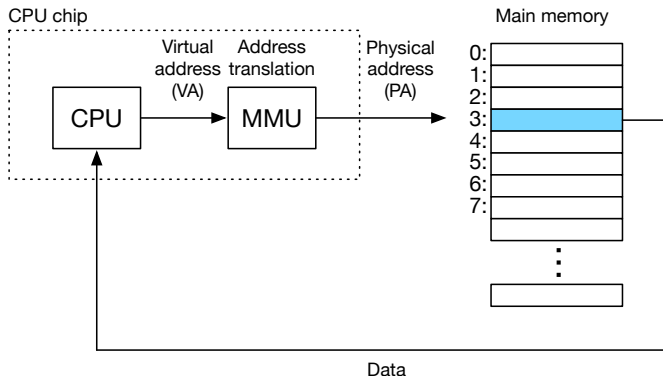 CPU chip
Main memory
Virtual
address
(VA)
Address
translation
Physical
address
(PA)
CPU
MMU
0:
1:
2:
3:
4:
5:
6:
7:
Data